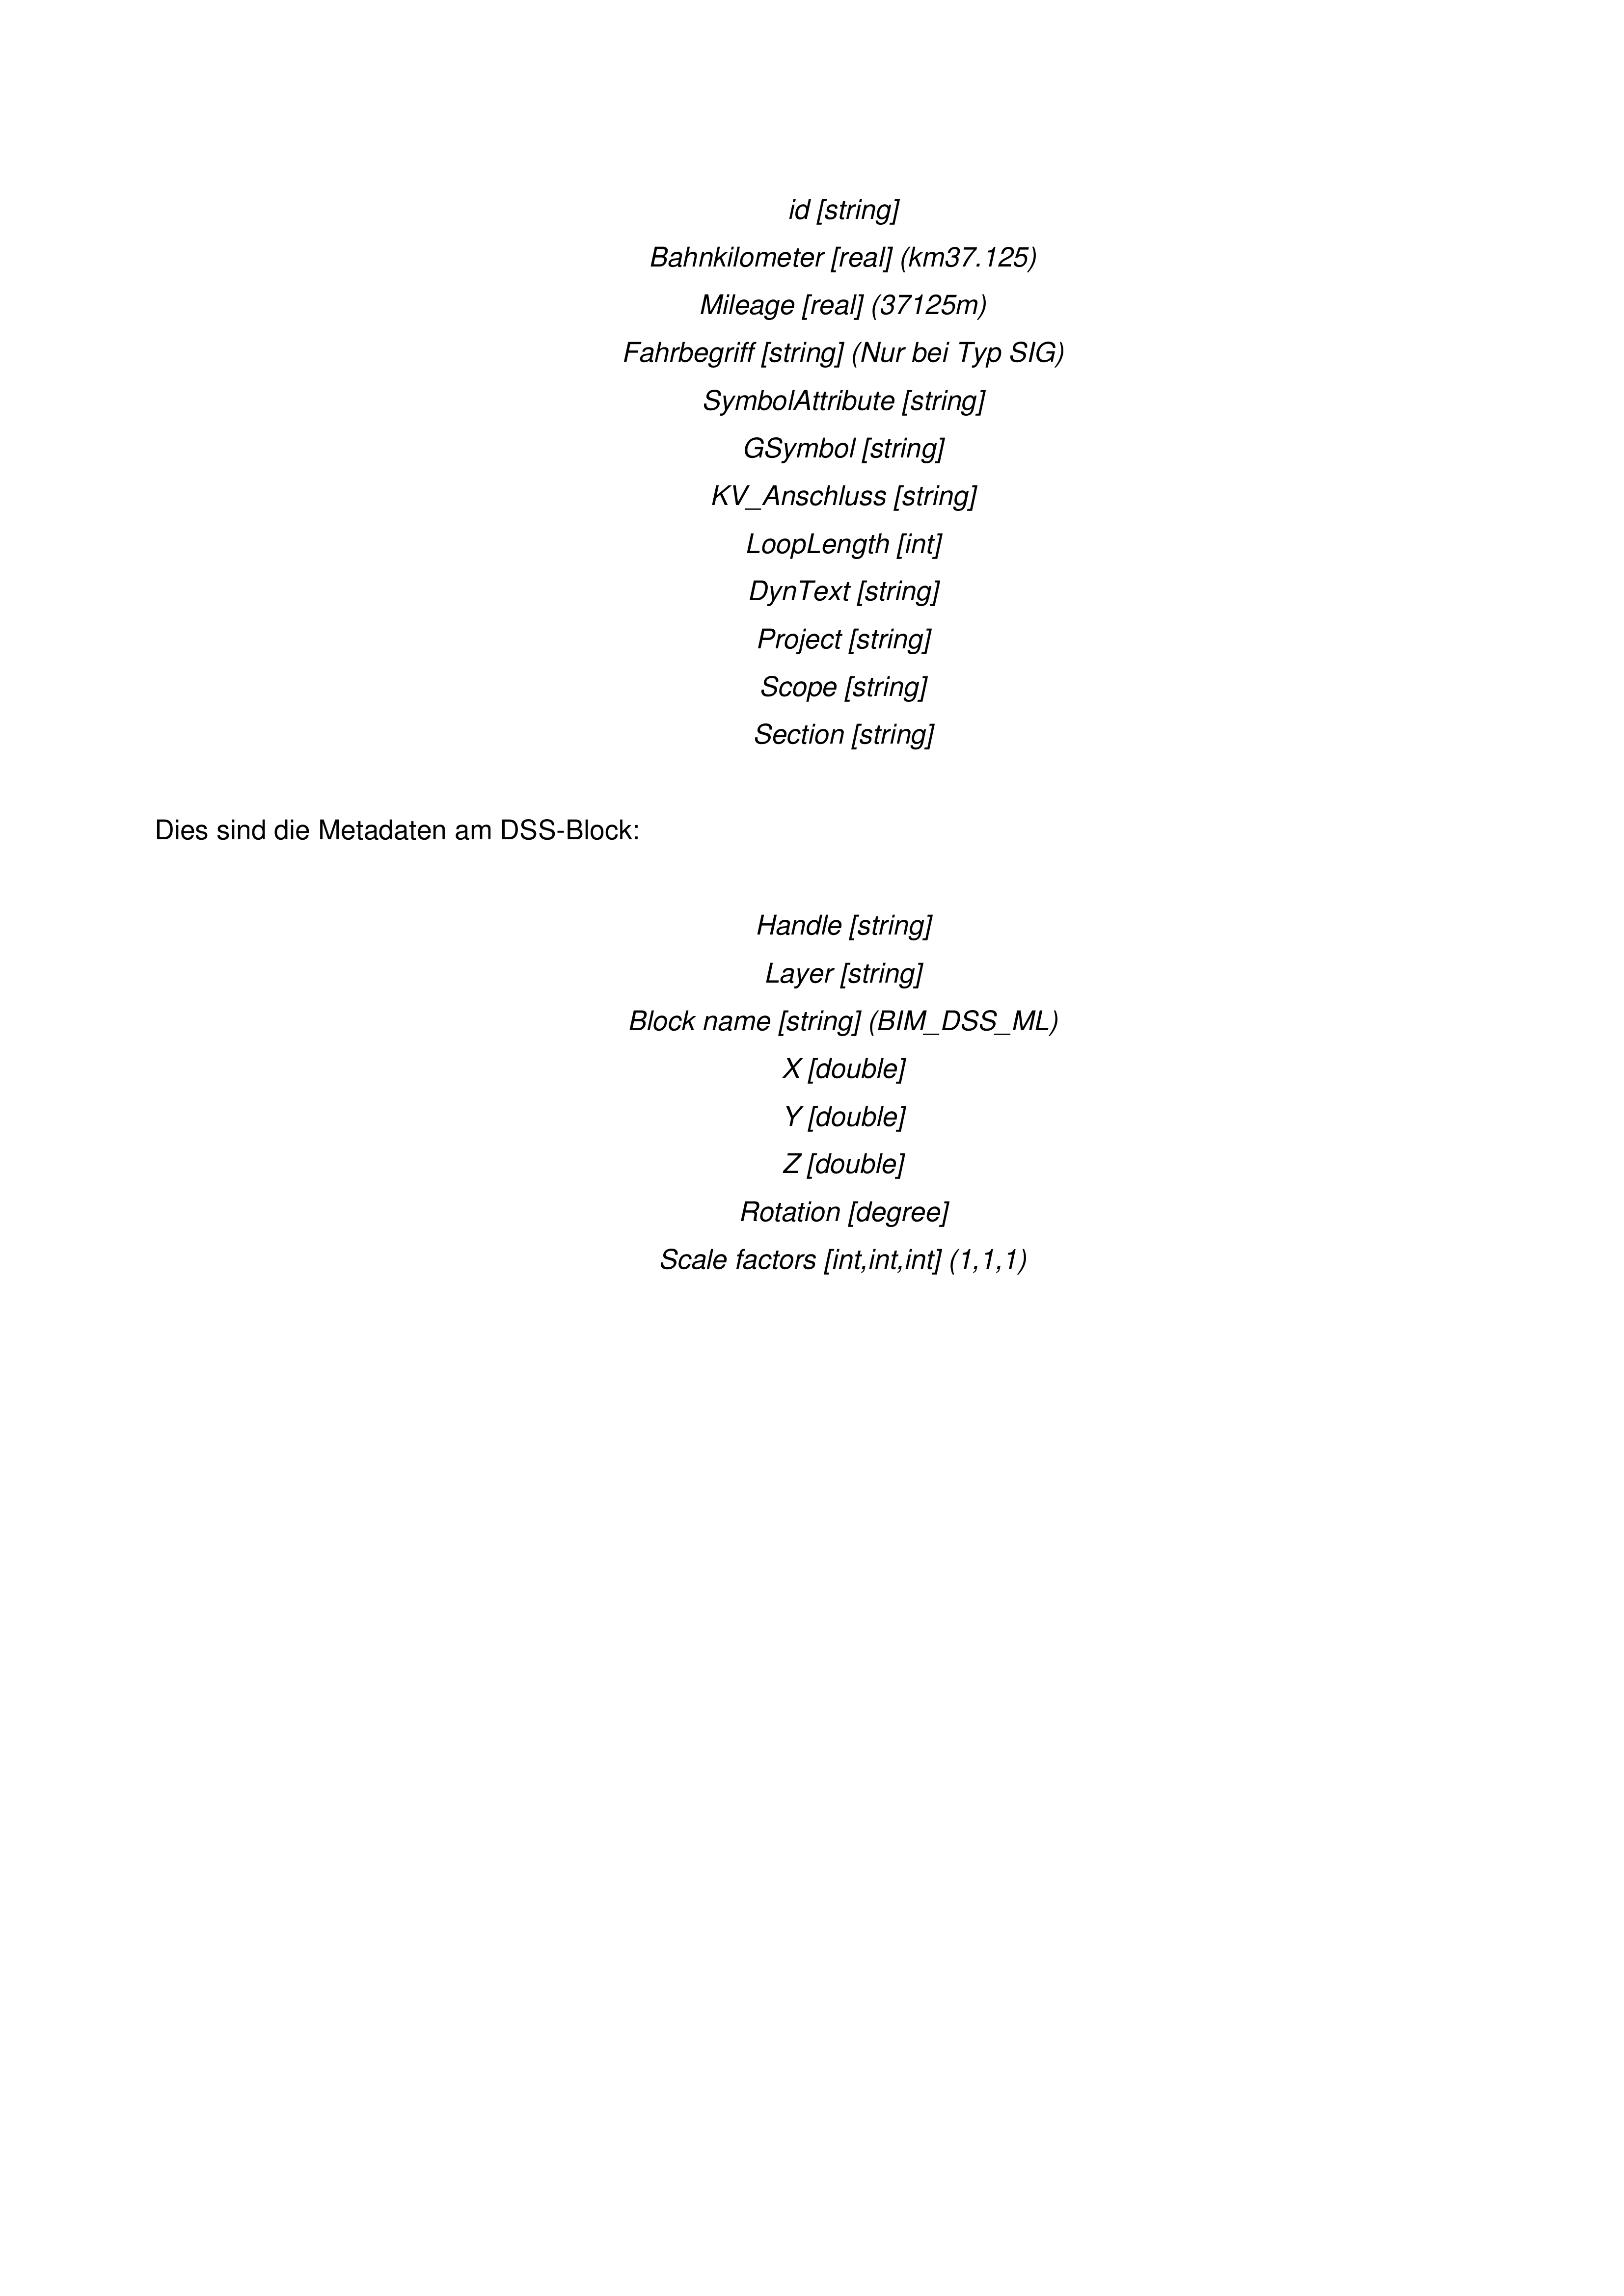 id [string]
Bahnkilometer [real] (km37.125)
Mileage [real] (37125m)
Fahrbegriff [string] (Nur bei Typ SIG)
SymbolAttribute [string]
GSymbol [string]
KV_Anschluss [string]
LoopLength [int]
DynText [string]
Project [string]
Scope [string]
Section [string]
Dies sind die Metadaten am DSS-Block:
Handle [string]
Layer [string]
Block name [string] (BIM_DSS_ML)
X [double]
Y [double]
Z [double]
Rotation [degree]
Scale factors [int,int,int] (1,1,1)